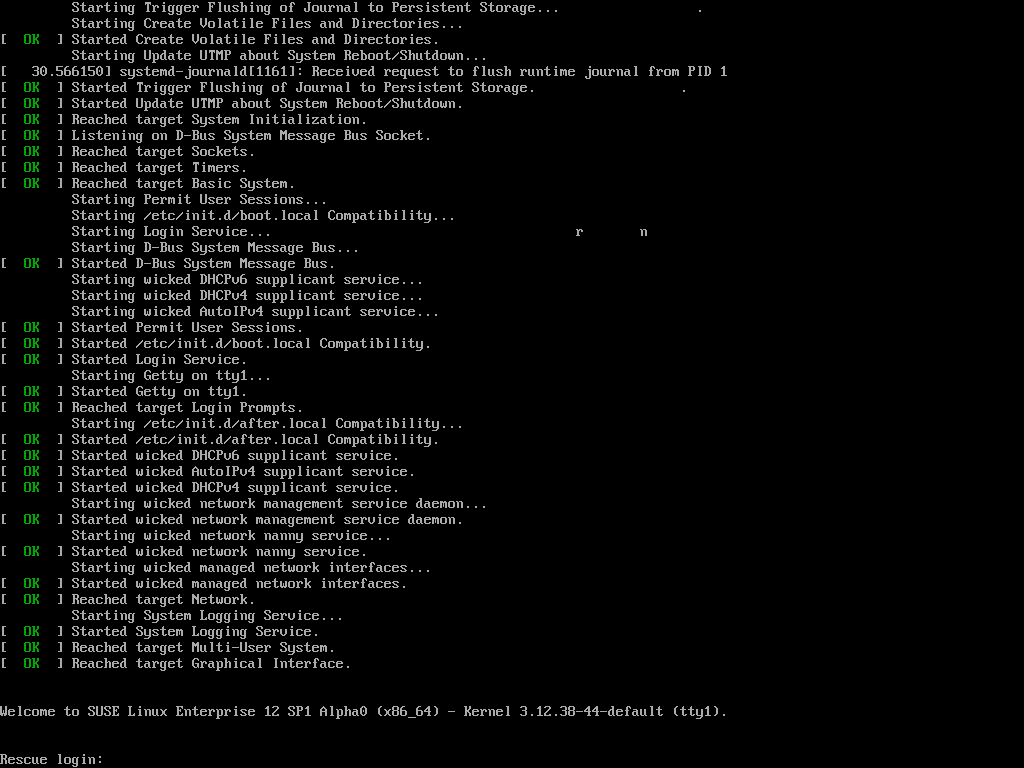 Starting Trigger Flushing of Journal to Persistent Storage... .
Starting Create Volatile Files and Directories...
[ OK ] Started Create Volatile Files and Directories.
Starting Update UTMP about System Reboot/Shutdown...
[ 30.566150] systemd-journald[1161]: Received request to flush runtime journal from PID 1
[ OK ] Started Trigger Flushing of Journal to Persistent Storage. .
[ OK ] Started Update UTMP about System Reboot/Shutdown.
[ OK ] Reached target System Initialization.
[ OK ] Listening on D-Bus System Message Bus Socket.
[ OK ] Reached target Sockets.
[ OK ] Reached target Timers.
[ OK ] Reached target Basic System.
Starting Permit User Sessions...
Starting /etc/init.d/boot.local Compatibility...
Starting Login Service... r n
Starting D-Bus System Message Bus...
[ OK ] Started D-Bus System Message Bus.
Starting wicked DHCPv6 supplicant service...
Starting wicked DHCPv4 supplicant service...
Starting wicked AutoIPv4 supplicant service...
[ OK ] Started Permit User Sessions.
[ OK ] Started /etc/init.d/boot.local Compatibility.
[ OK ] Started Login Service.
Starting Getty on tty1...
[ OK ] Started Getty on tty1.
[ OK ] Reached target Login Prompts.
Starting /etc/init.d/after.local Compatibility...
[ OK ] Started /etc/init.d/after.local Compatibility.
[ OK ] Started wicked DHCPv6 supplicant service.
[ OK ] Started wicked AutoIPv4 supplicant service.
[ OK ] Started wicked DHCPv4 supplicant service.
Starting wicked network management service daemon...
[ OK ] Started wicked network management service daemon.
Starting wicked network nanny service...
[ OK ] Started wicked network nanny service.
Starting wicked managed network interfaces...
[ OK ] Started wicked managed network interfaces.
[ OK ] Reached target Network.
Starting System Logging Service...
[ OK ] Started System Logging Service.
[ OK ] Reached target Multi-User System.
[ OK ] Reached target Graphical Interface.
Welcome to SUSE Linux Enterprise 12 SP1 Alpha0 (x86_64) - Kernel 3.12.38-44-default (tty1).
Rescue login: